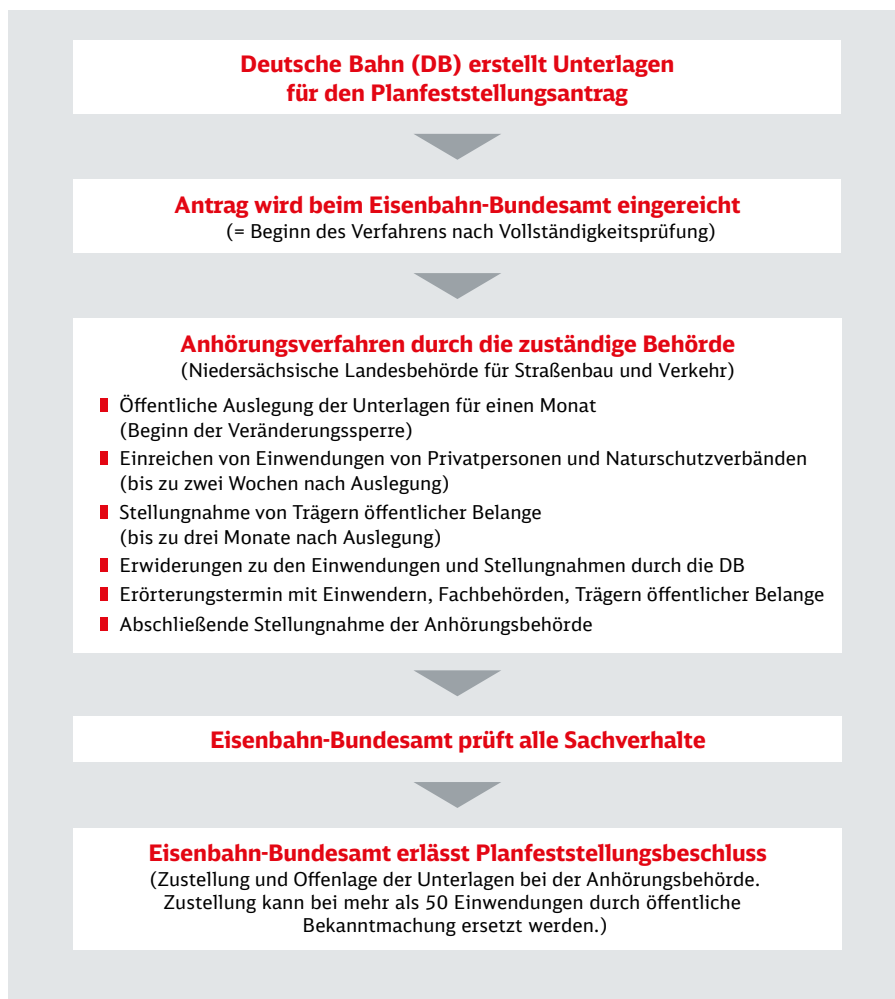 Deutsche Bahn (DB) erstellt Unterlagen
für den Planfeststellungsantrag
Antrag wird beim Eisenbahn-Bundesamt eingereicht
(= Beginn des Verfahrens nach Vollständigkeitsprüfung)
Anhörungsverfahren durch die zuständige Behörde
(Niedersächsische Landesbehörde für Straßenbau und Verkehr)
Öffentliche Auslegung der Unterlagen für einen Monat
(Beginn der Veränderungssperre)
Einreichen von Einwendungen von Privatpersonen und Naturschutzverbänden
(bis zu zwei Wochen nach Auslegung)
Stellungnahme von Trägern öffentlicher Belange
(bis zu drei Monate nach Auslegung)
Erwiderungen zu den Einwendungen und Stellungnahmen durch die DB
Erörterungstermin mit Einwendern, Fachbehörden, Trägern öffentlicher Belange
Abschließende Stellungnahme der Anhörungsbehörde
Eisenbahn-Bundesamt prüft alle Sachverhalte
Eisenbahn-Bundesamt erlässt Planfeststellungsbeschluss
(Zustellung und Offenlage der Unterlagen bei der Anhörungsbehörde.
Zustellung kann bei mehr als 50 Einwendungen durch öffentliche
Bekanntmachung ersetzt werden.)